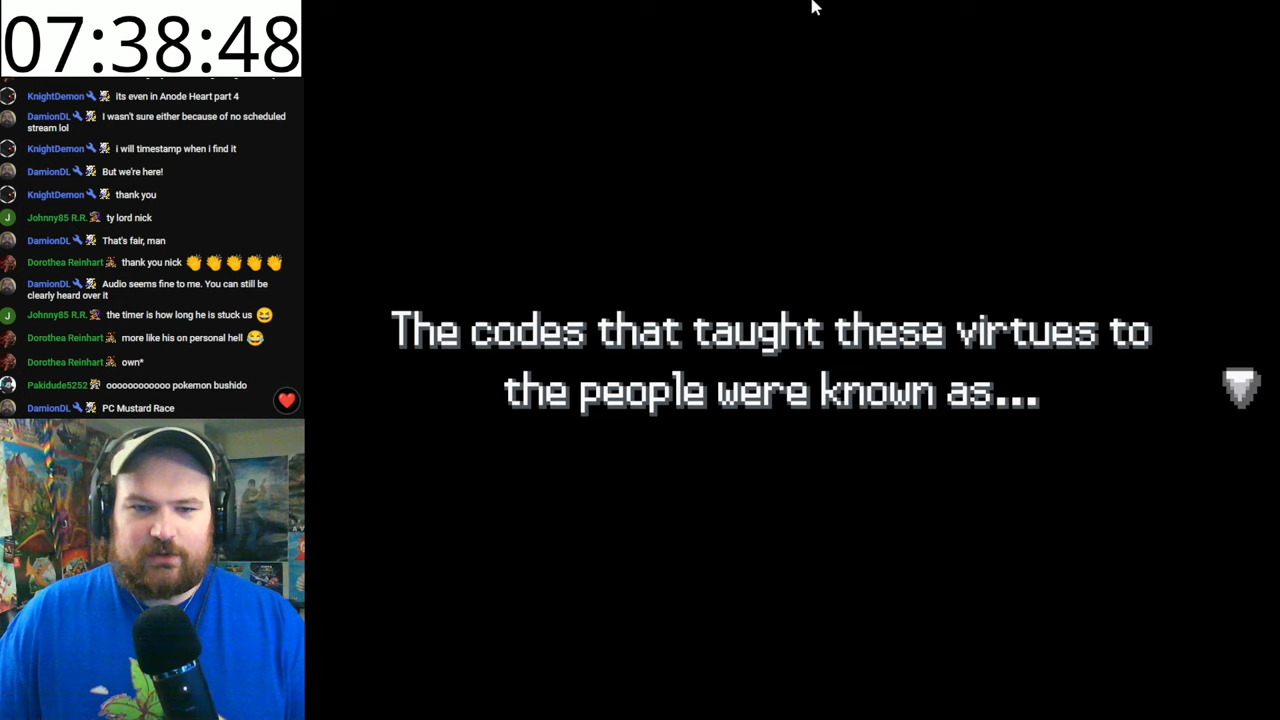 07:38:48
KnightDemon its even in Anode Heart part 4
DamionDL I wasn't sure either because of no scheduled
stream lol
KnightDemon i will timestamp when i find it
DamionDL But we're here!
KnightDemon thank you
J Johnny85 R.R. ty lord nick
DamionDL That's fair, man
Dorothea Reinhart thank you nick 👏👏👏👏👏
DamionDL Audio seems fine to me. You can still be
clearly heard over it
J Johnny85 R.R. the timer is how long he is stuck us 😆
Dorothea Reinhart more like his on personal hell 😂
Dorothea Reinhart own*
Pakidude5252 ooooooooooo pokemon bushido
DamionDL PC Mustard Race
The codes that taught these virtues to
the people were known as...